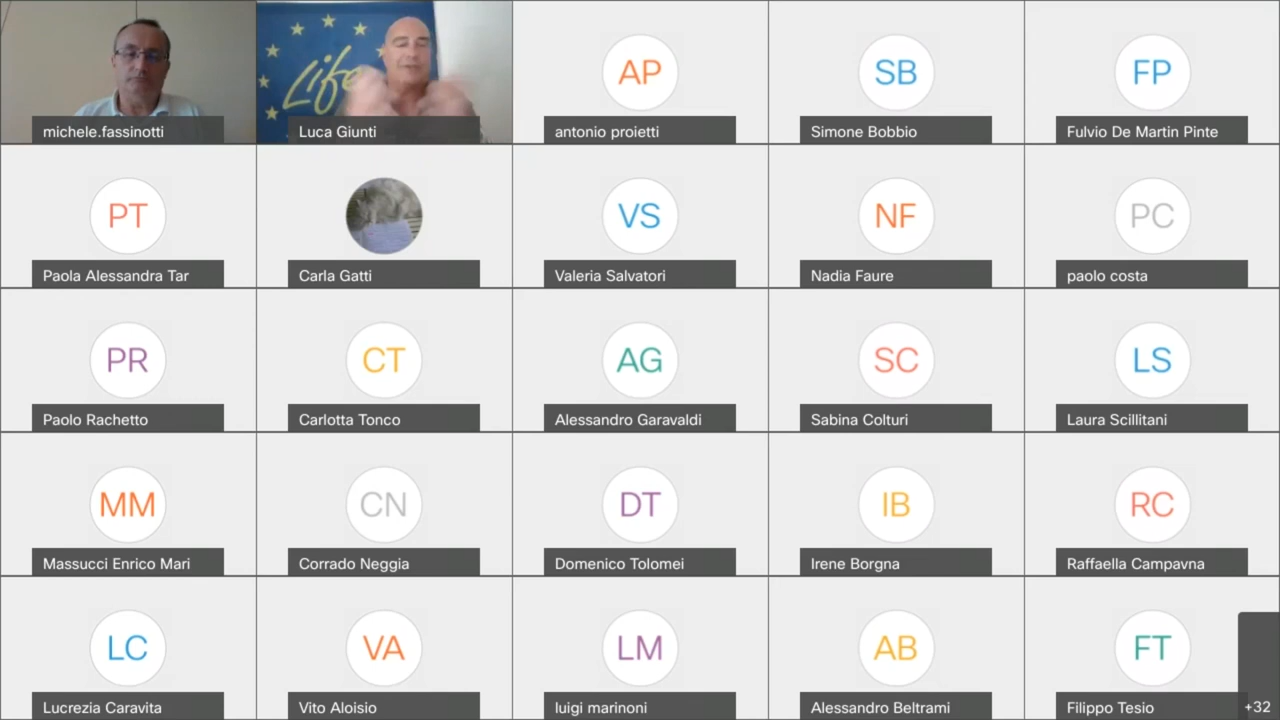 Life
michele.fassinotti
Luca Giunti
AP
antonio proietti
SB
Simone Bobbio
FP
Fulvio De Martin Pinte
PT
Paola Alessandra Tar
Carla Gatti
VS
Valeria Salvatori
NF
Nadia Faure
PC
paolo costa
PR
Paolo Rachetto
CT
Carlotta Tonco
AG
Alessandro Garavaldi
SC
Sabina Colturi
LS
Laura Scillitani
MM
Massucci Enrico Mari
CN
Corrado Neggia
DT
Domenico Tolomei
IB
Irene Borgna
RC
Raffaella Campavna
LC
Lucrezia Caravita
VA
Vito Aloisio
LM
luigi marinoni
AB
Alessandro Beltrami
FT
Filippo Tesio
+32